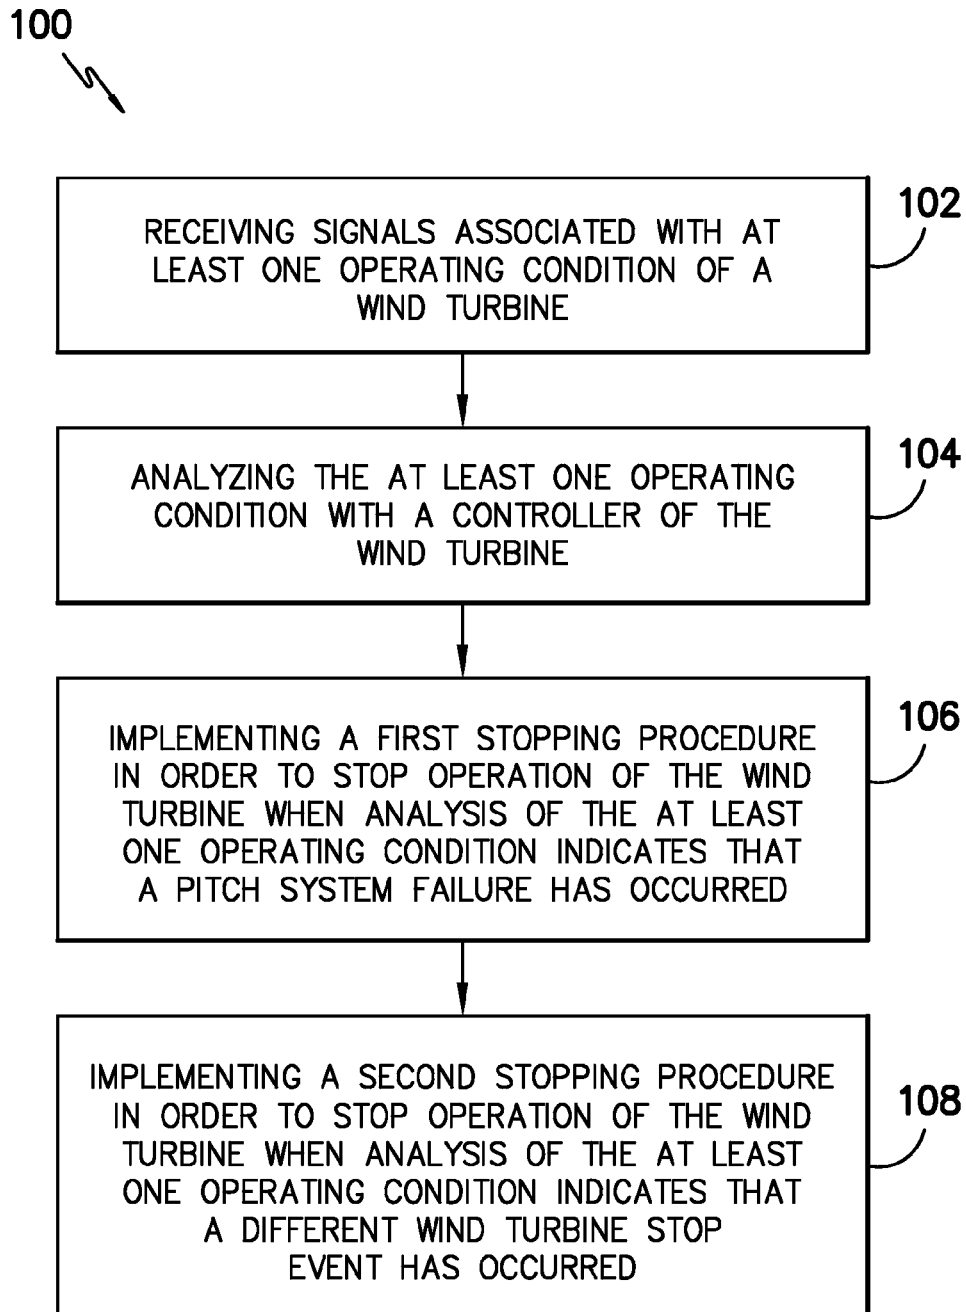 100
RECEIVING SIGNALS ASSOCIATED WITH AT
LEAST ONE OPERATING CONDITION OF A
WIND TURBINE
102
ANALYZING THE AT LEAST ONE OPERATING
CONDITION WITH A CONTROLLER OF THE
WIND TURBINE
104
IMPLEMENTING A FIRST STOPPING PROCEDURE
IN ORDER TO STOP OPERATION OF THE WIND
TURBINE WHEN ANALYSIS OF THE AT LEAST
ONE OPERATING CONDITION INDICATES THAT
A PITCH SYSTEM FAILURE HAS OCCURRED
106
IMPLEMENTING A SECOND STOPPING PROCEDURE
IN ORDER TO STOP OPERATION OF THE WIND
TURBINE WHEN ANALYSIS OF THE AT LEAST
ONE OPERATING CONDITION INDICATES THAT
A DIFFERENT WIND TURBINE STOP
EVENT HAS OCCURRED
108